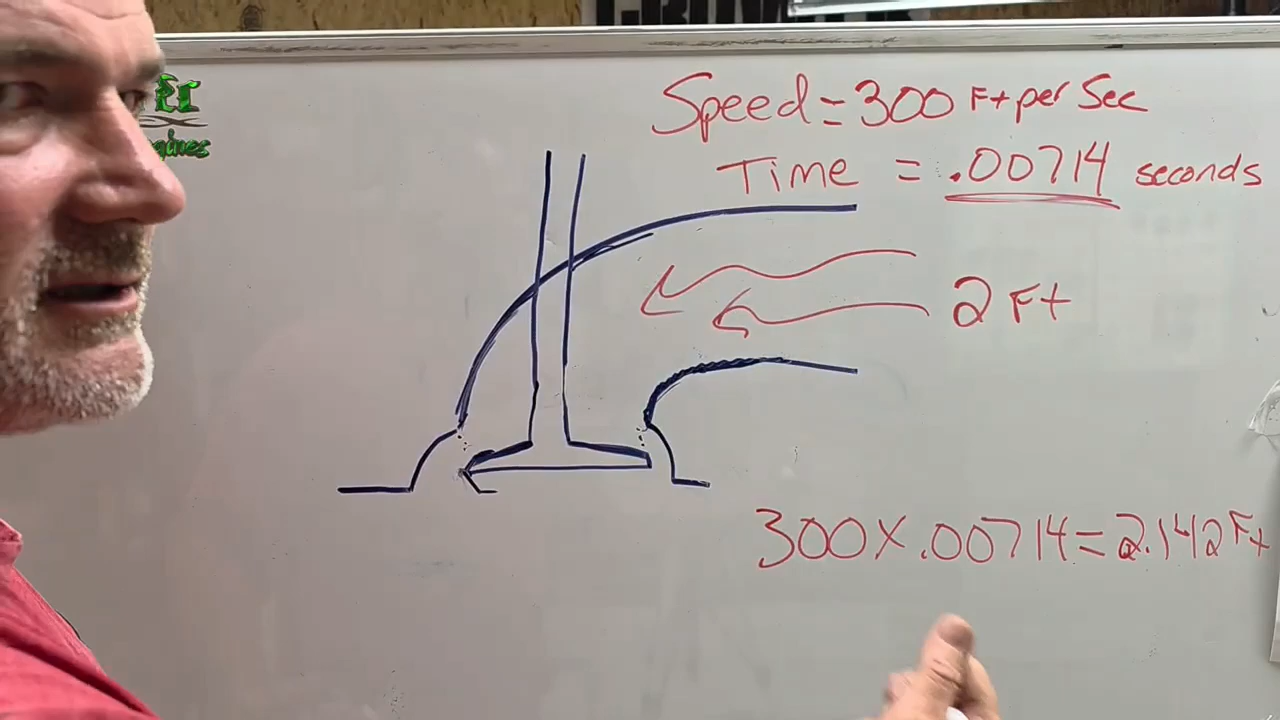 Speed = 300 Ft per Sec
Time = .00714 seconds
2 Ft
300 X .00714 = 2.142 Ft